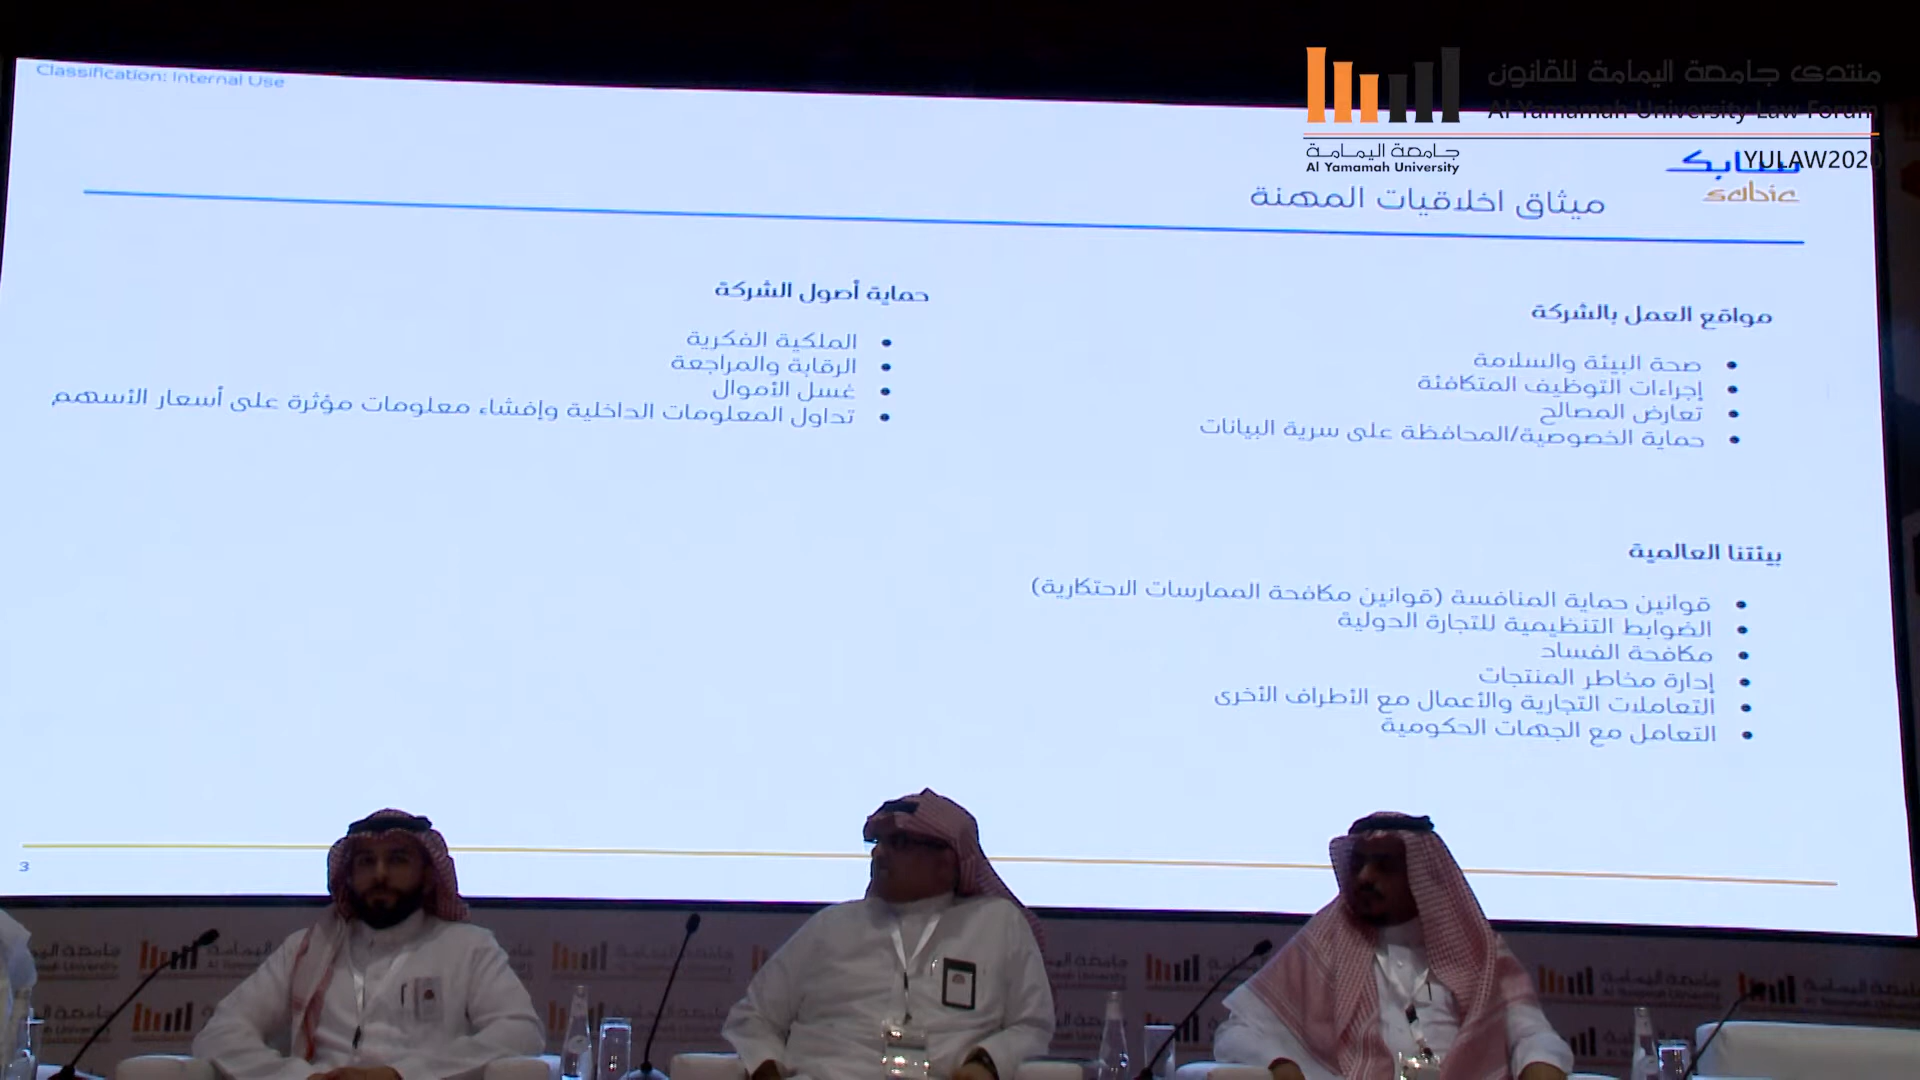 Classification: Internal Use
منتدى جامعة اليمامة للقانون
Al Yamamah University Law Forum
جامعة اليمامة
Al Yamamah University
YULAW2020
سابك
sabic
ميثاق اخلاقيات المهنة
مواقع العمل بالشركة
صحة البيئة والسلامة
إجراءات التوظيف المتكافئة
تعارض المصالح
حماية الخصوصية/المحافظة على سرية البيانات
حماية أصول الشركة
الملكية الفكرية
الرقابة والمراجعة
غسل الأموال
تداول المعلومات الداخلية وإفشاء معلومات مؤثرة على أسعار الأسهم
بيئتنا العالمية
قوانين حماية المنافسة (قوانين مكافحة الممارسات الاحتكارية)
الضوابط التنظيمية للتجارة الدولية
مكافحة الفساد
إدارة مخاطر المنتجات
التعاملات التجارية والأعمال مع الأطراف الأخرى
التعامل مع الجهات الحكومية
3